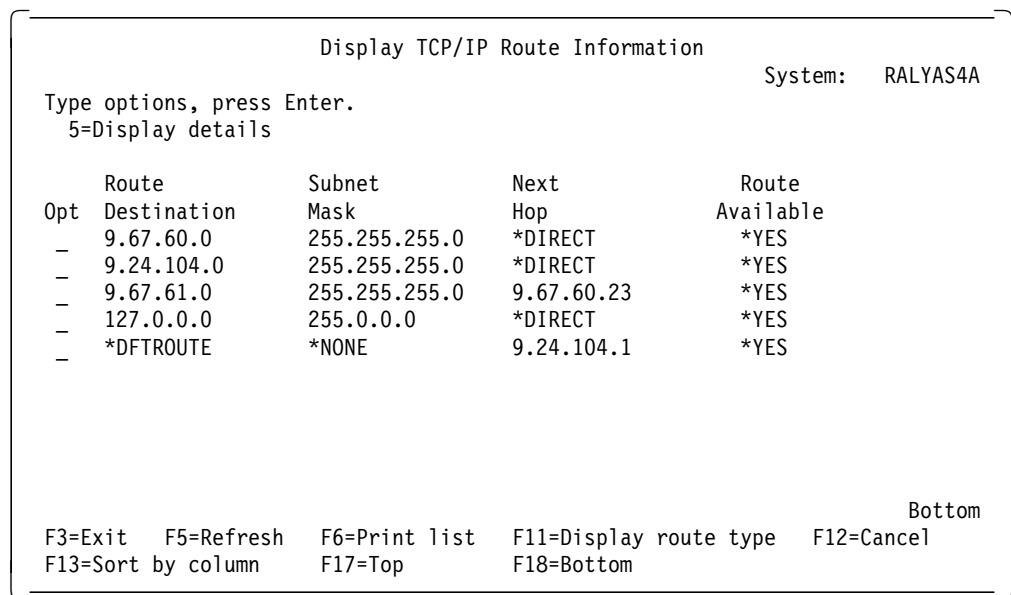 Display TCP/IP Route Information
System: RALYAS4A
Type options, press Enter.
5=Display details
Route Subnet Next Route
Opt Destination Mask Hop Available
_ 9.67.60.0 255.255.255.0 *DIRECT *YES
_ 9.24.104.0 255.255.255.0 *DIRECT *YES
_ 9.67.61.0 255.255.255.0 9.67.60.23 *YES
_ 127.0.0.0 255.0.0.0 *DIRECT *YES
_ *DFTROUTE *NONE 9.24.104.1 *YES
Bottom
F3=Exit F5=Refresh F6=Print list F11=Display route type F12=Cancel
F13=Sort by column F17=Top F18=Bottom